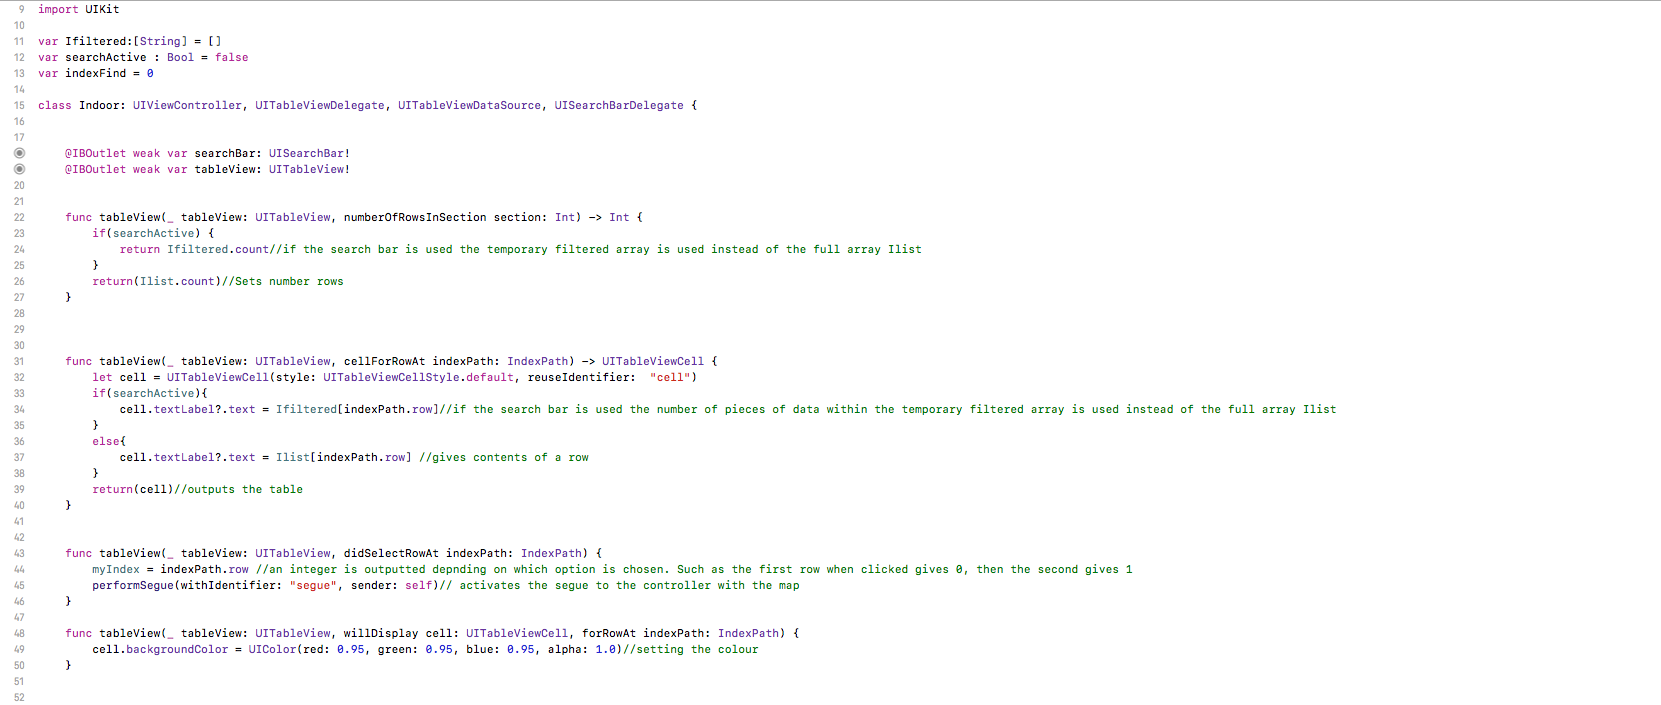 9 import UIKit
10
11 var Ifiltered:[String] = []
12 var searchActive : Bool = false
13 var indexFind = 0
14
15 class Indoor: UIViewController, UITableViewDelegate, UITableViewDataSource, UISearchBarDelegate {
16
17
@IBOutlet weak var searchBar: UISearchBar!
@IBOutlet weak var tableView: UITableView!
20
21
22 func tableView(_ tableView: UITableView, numberOfRowsInSection section: Int) -> Int {
23 if(searchActive) {
24 return Ifiltered.count//if the search bar is used the temporary filtered array is used instead of the full array Ilist
25 }
26 return(Ilist.count)//Sets number rows
27 }
28
29
30
31 func tableView(_ tableView: UITableView, cellForRowAt indexPath: IndexPath) -> UITableViewCell {
32 let cell = UITableViewCell(style: UITableViewCellStyle.default, reuseIdentifier:  "cell")
33 if(searchActive){
34 cell.textLabel?.text = Ifiltered[indexPath.row]//if the search bar is used the number of pieces of data within the temporary filtered array is used instead of the full array Ilist
35 }
36 else{
37 cell.textLabel?.text = Ilist[indexPath.row] //gives contents of a row
38 }
39 return(cell)//outputs the table
40 }
41
42
43 func tableView(_ tableView: UITableView, didSelectRowAt indexPath: IndexPath) {
44 myIndex = indexPath.row //an integer is outputted depnding on which option is chosen. Such as the first row when clicked gives 0, then the second gives 1
45 performSegue(withIdentifier: "segue", sender: self)// activates the segue to the controller with the map
46 }
47
48 func tableView(_ tableView: UITableView, willDisplay cell: UITableViewCell, forRowAt indexPath: IndexPath) {
49 cell.backgroundColor = UIColor(red: 0.95, green: 0.95, blue: 0.95, alpha: 1.0)//setting the colour
50 }
51
52